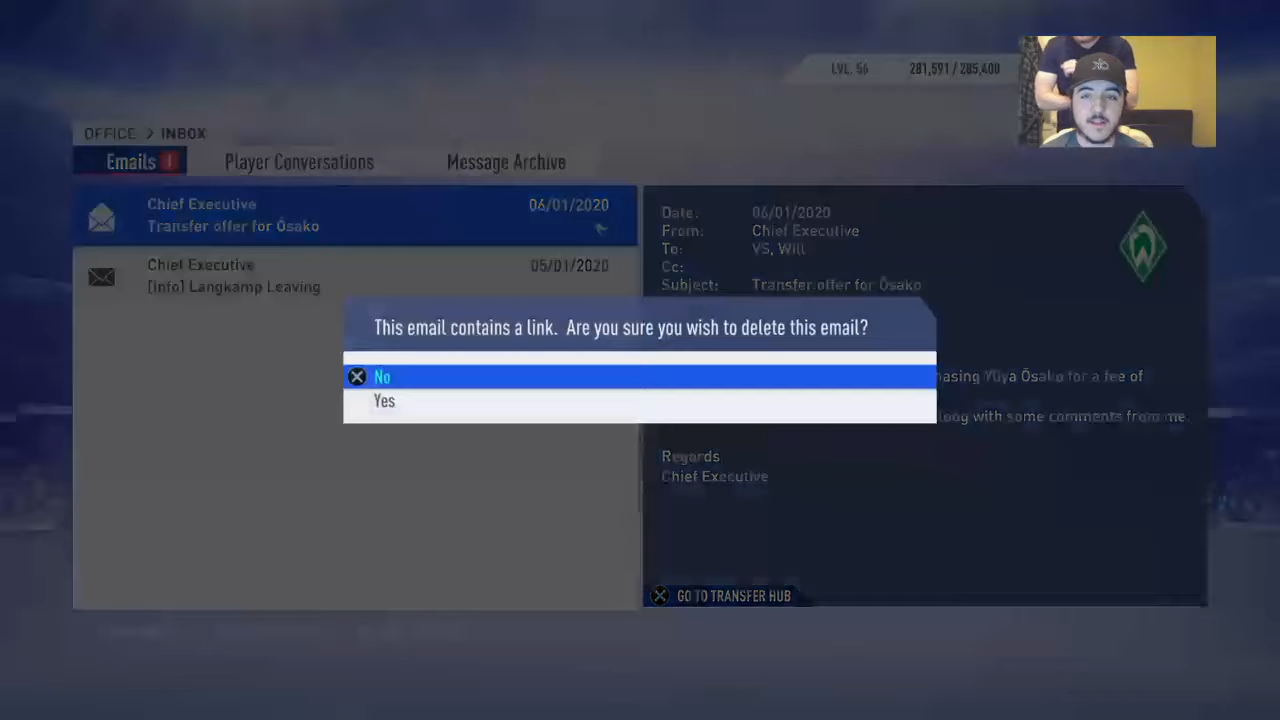 LVL. 56 281,591 / 285,400
OFFICE > INBOX
Emails 1 Player Conversations Message Archive
Chief Executive 06/01/2020
Transfer offer for Ōsako
Chief Executive 05/01/2020
[Info] Langkamp Leaving
Date: 06/01/2020
From: Chief Executive
To: VS, Will
Cc:
Subject: Transfer offer for Ōsako
This email contains a link. Are you sure you wish to delete this email?
No
Yes
Yūya Ōsako for a fee of
with some comments from me.
Regards
Chief Executive
GO TO TRANSFER HUB